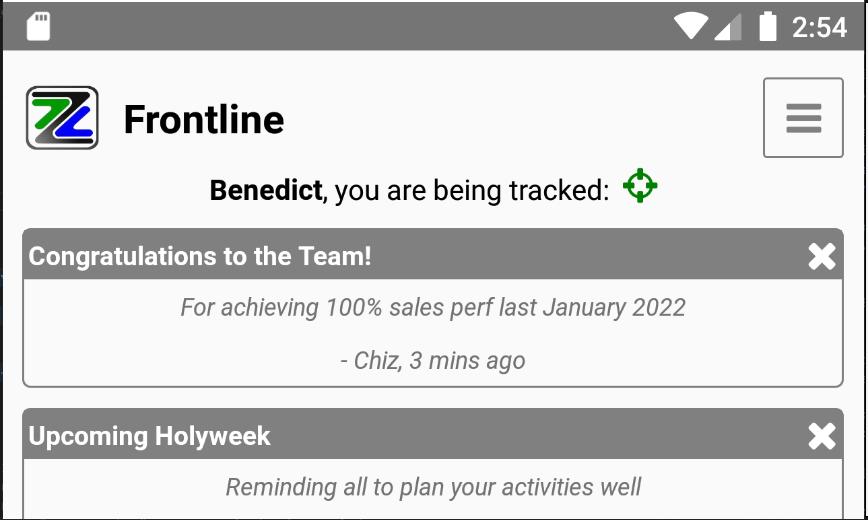 2:54
Frontline
Benedict, you are being tracked:
Congratulations to the Team!
For achieving 100% sales perf last January 2022
- Chiz, 3 mins ago
Upcoming Holyweek
Reminding all to plan your activities well